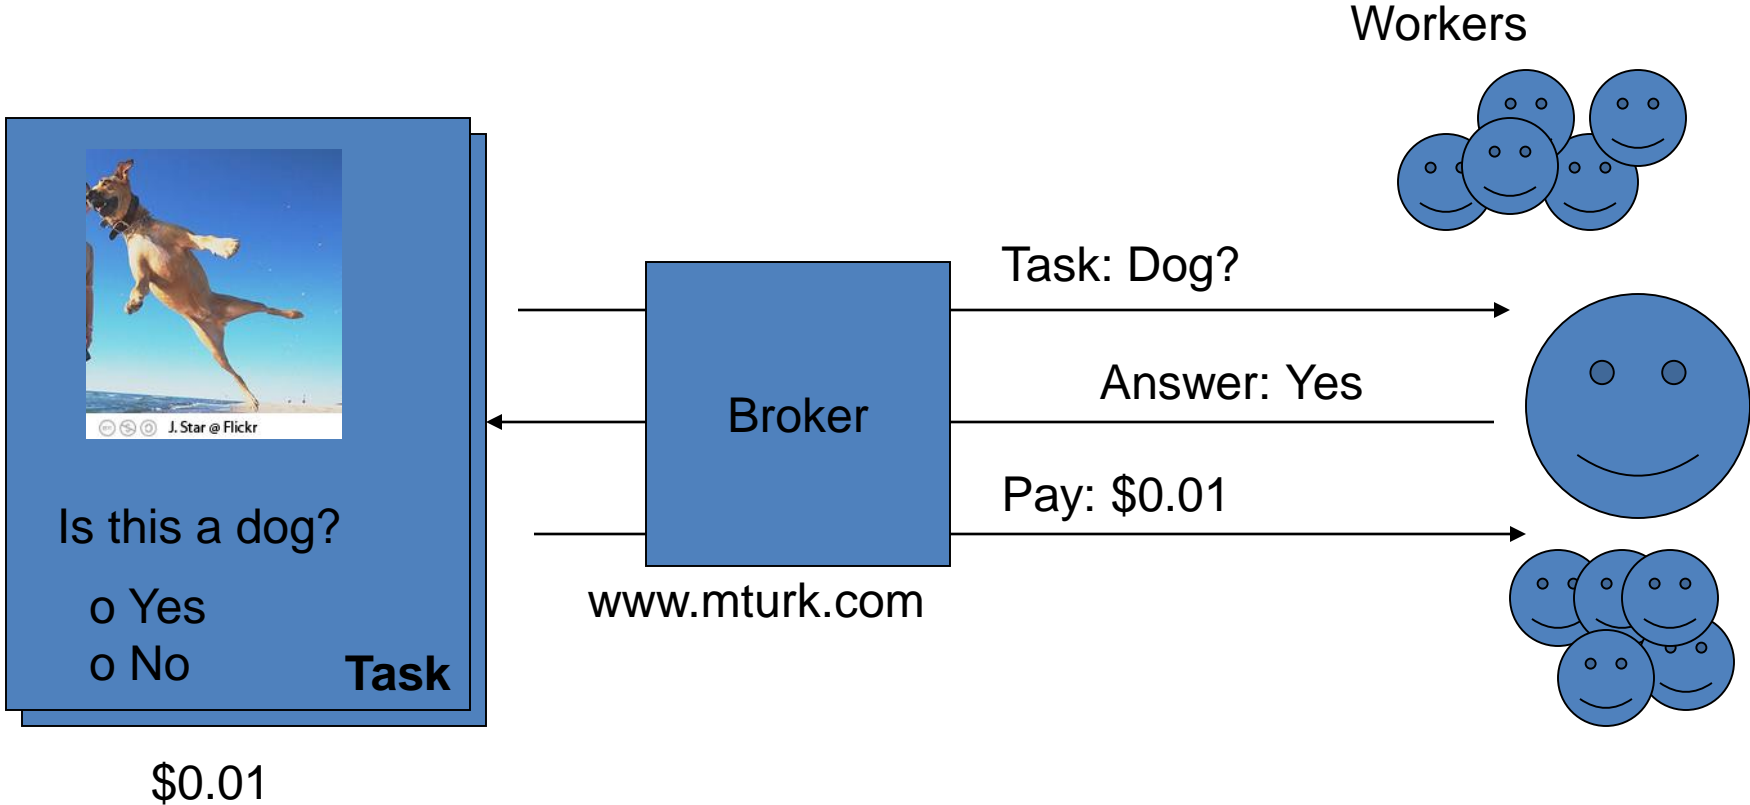 Workers
J. Star @ Flickr
Is this a dog?
o Yes
o No
Task
$0.01
Broker
www.mturk.com
Task: Dog?
Answer: Yes
Pay: $0.01